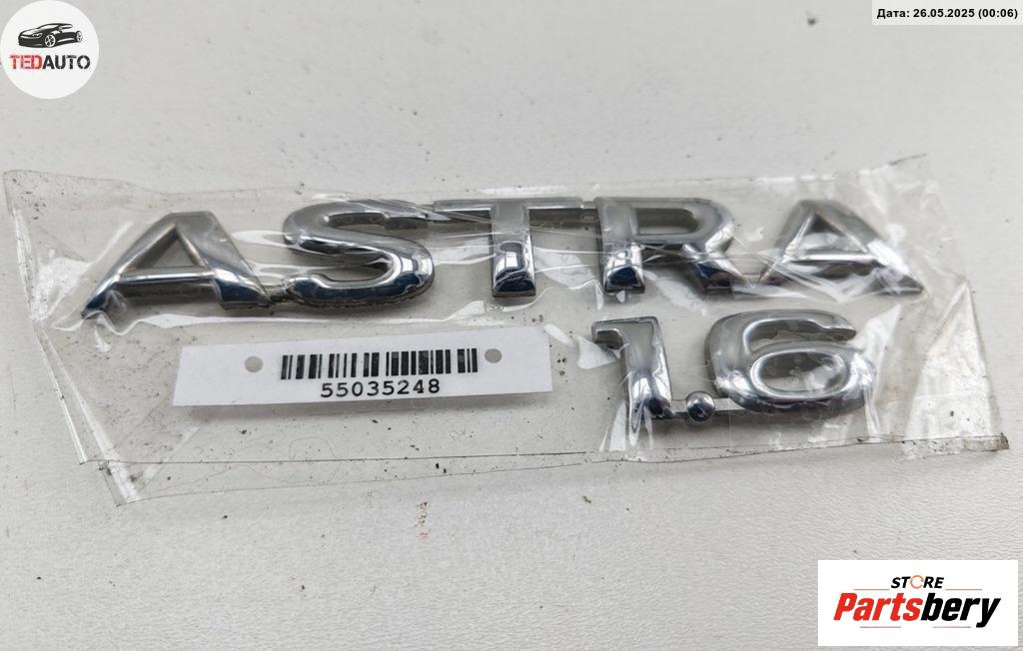 Дата: 26.05.2025 (00:06)
TEDAUTO
ASTRA
1.6
55035248
STORE
Partsbery